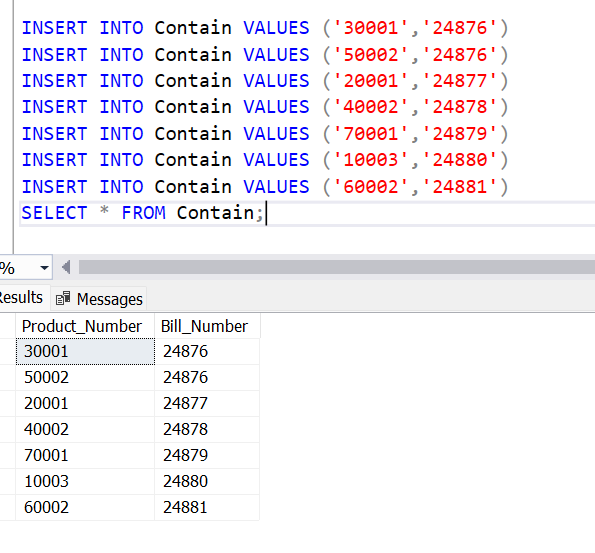 INSERT INTO Contain VALUES ('30001','24876')
INSERT INTO Contain VALUES ('50002','24876')
INSERT INTO Contain VALUES ('20001','24877')
INSERT INTO Contain VALUES ('40002','24878')
INSERT INTO Contain VALUES ('70001','24879')
INSERT INTO Contain VALUES ('10003','24880')
INSERT INTO Contain VALUES ('60002','24881')
SELECT * FROM Contain;
%
Results Messages
Product_Number Bill_Number
30001 24876
50002 24876
20001 24877
40002 24878
70001 24879
10003 24880
60002 24881